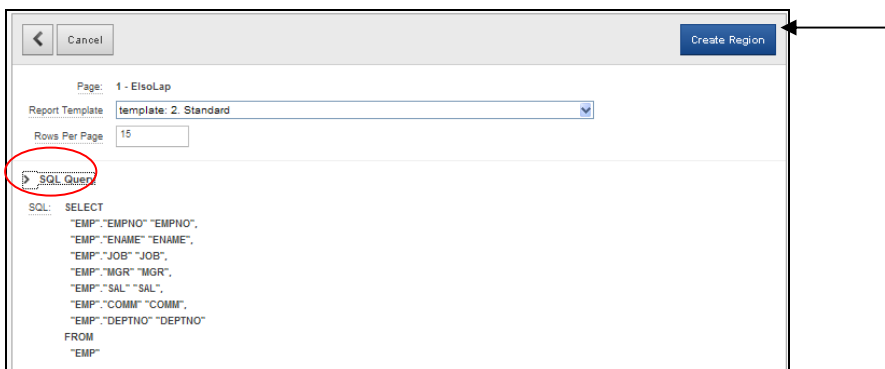 Cancel
Create Region
Page: 1 - ElsoLap
Report Template template: 2. Standard
Rows Per Page 15
SQL Query
SQL: SELECT
"EMP"."EMPNO" "EMPNO",
"EMP"."ENAME" "ENAME",
"EMP"."JOB" "JOB",
"EMP"."MGR" "MGR",
"EMP"."SAL" "SAL",
"EMP"."COMM" "COMM",
"EMP"."DEPTNO" "DEPTNO"
FROM
"EMP"